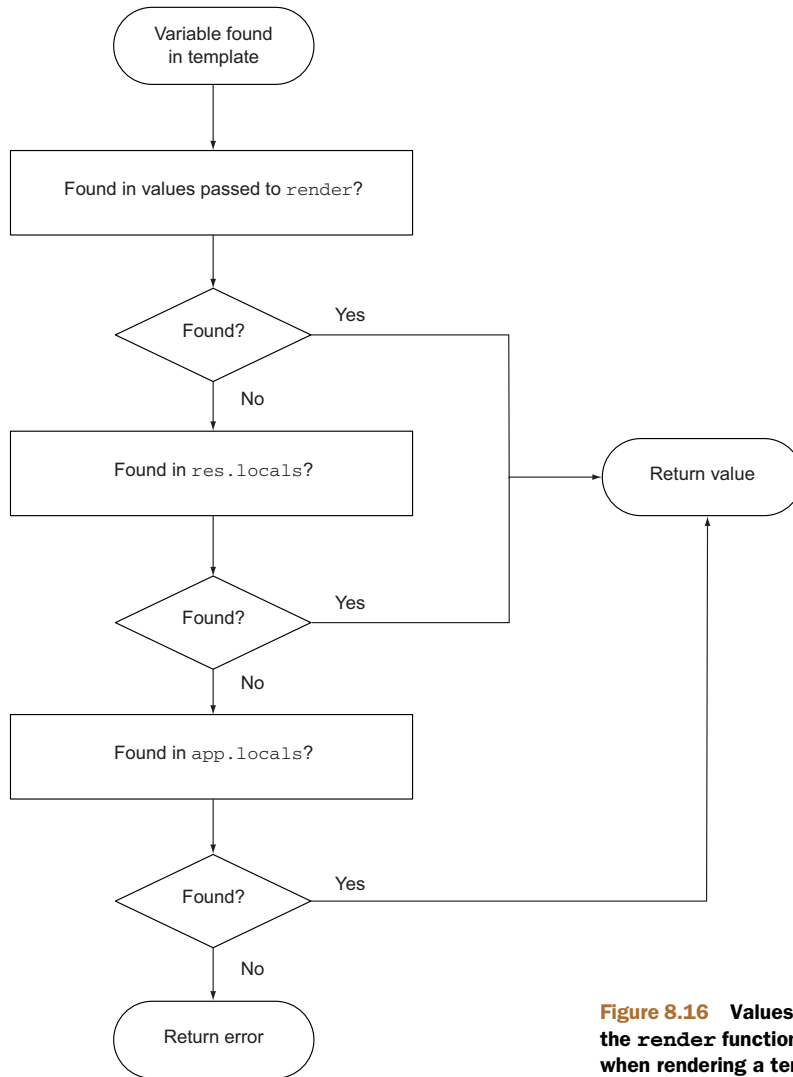 Variable found
in template
Found in values passed to render?
Found?
Yes
No
Found in res.locals?
Return value
Found?
Yes
No
Found in app.locals?
Found?
Yes
No
Return error
Figure 8.16 Values
the render function
when rendering a